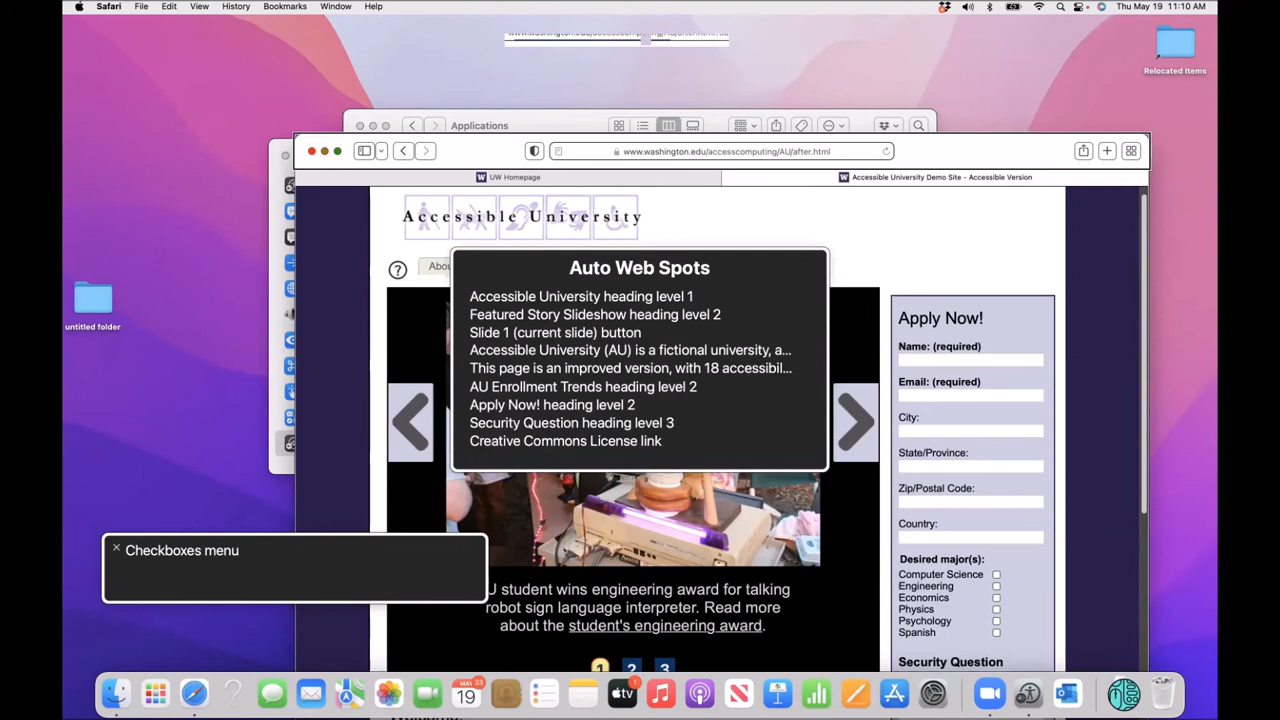 Safari File Edit View History Bookmarks Window Help
Thu May 19 11:10 AM
Relocated Items
Applications
www.washington.edu/accesscomputing/AU/after.html
UW Homepage
Accessible University Demo Site - Accessible Version
Accessible University
?
Abou
Auto Web Spots
Accessible University heading level 1
Featured Story Slideshow heading level 2
Slide 1 (current slide) button
Accessible University (AU) is a fictional university, a...
This page is an improved version, with 18 accessibil...
AU Enrollment Trends heading level 2
Apply Now! heading level 2
Security Question heading level 3
Creative Commons License link
untitled folder
Apply Now!
Name: (required)
Email: (required)
City:
State/Province:
Zip/Postal Code:
Country:
Desired major(s):
Computer Science
Engineering
Economics
Physics
Psychology
Spanish
Security Question
× Checkboxes menu
U student wins engineering award for talking
robot sign language interpreter. Read more
about the student's engineering award.
1 2 3
MAY 33
19
tv 1